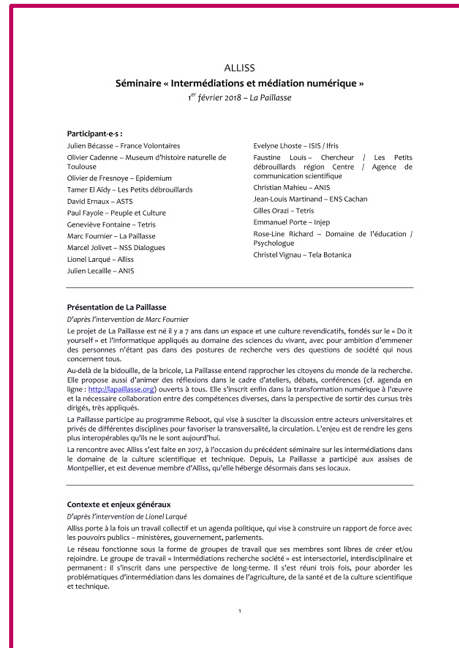 ALLISS
Séminaire « Intermédiations et médiation numérique »
1er février 2018 – La Paillasse
Participant-e-s :
Julien Bécasse – France Volontaires
Olivier Cadenne – Museum d'histoire naturelle de
Toulouse
Olivier de Fresnoye – Epidemium
Tamer El Aïdy – Les Petits débrouillards
David Ernaux – ASTS
Paul Fayole – Peuple et Culture
Geneviève Fontaine – Tetris
Marc Fournier – La Paillasse
Marcel Jolivet – NSS Dialogues
Lionel Larqué – Alliss
Julien Lecaille – ANIS
Evelyne Lhoste – ISIS / Ifris
Faustine Louis – Chercheur / Les Petits
débrouillards région Centre / Agence de
communication scientifique
Christian Mahieu – ANIS
Jean-Louis Martinand – ENS Cachan
Gilles Orazi – Tetris
Emmanuel Porte – Injep
Rose-Line Richard – Domaine de l'éducation /
Psychologue
Christel Vignau – Tela Botanica
Présentation de La Paillasse
D'après l'intervention de Marc Fournier
Le projet de La Paillasse est né il y a 7 ans dans un espace et une culture revendicatifs, fondés sur le « Do it
yourself » et l'informatique appliqués au domaine des sciences du vivant, avec pour ambition d'emmener
des personnes n'étant pas dans des postures de recherche vers des questions de société qui nous
concernent tous.
Au-delà de la bidouille, de la bricole, La Paillasse entend rapprocher les citoyens du monde de la recherche.
Elle propose aussi d'animer des réflexions dans le cadre d'ateliers, débats, conférences (cf. agenda en
ligne : http://lapaillasse.org) ouverts à tous. Elle s'inscrit enfin dans la transformation numérique à l'œuvre
et la nécessaire collaboration entre des compétences diverses, dans la perspective de sortir des cursus très
dirigés, très appliqués.
La Paillasse participe au programme Reboot, qui vise à susciter la discussion entre acteurs universitaires et
privés de différentes disciplines pour favoriser la transversalité, la circulation. L'enjeu est de rendre les gens
plus interopérables qu'ils ne le sont aujourd'hui.
La rencontre avec Alliss s'est faite en 2017, à l'occasion du précédent séminaire sur les intermédiations dans
le domaine de la culture scientifique et technique. Depuis, La Paillasse a participé aux assises de
Montpellier, et est devenue membre d'Alliss, qu'elle héberge désormais dans ses locaux.
Contexte et enjeux généraux
D'après l'intervention de Lionel Larqué
Alliss porte à la fois un travail collectif et un agenda politique, qui vise à construire un rapport de force avec
les pouvoirs publics – ministères, gouvernement, parlements.
Le réseau fonctionne sous la forme de groupes de travail que ses membres sont libres de créer et/ou
rejoindre. Le groupe de travail « Intermédiations recherche société » est intersectoriel, interdisciplinaire et
permanent : il s'inscrit dans une perspective de long-terme. Il s'est réuni trois fois, pour aborder les
problématiques d'intermédiation dans les domaines de l'agriculture, de la santé et de la culture scientifique
et technique.
1